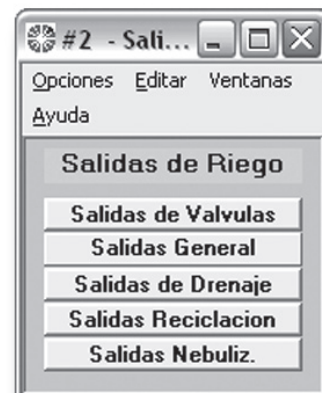 #2 - Sali...
Opciones Editar Ventanas
Ayuda
Salidas de Riego
Salidas de Valvulas
Salidas General
Salidas de Drenaje
Salidas Reciclacion
Salidas Nebuliz.